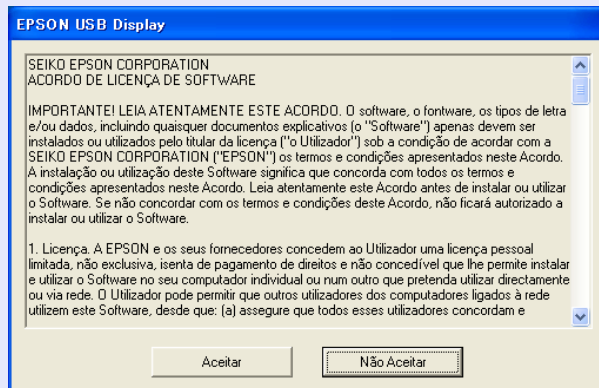 EPSON USB Display
SEIKO EPSON CORPORATION
ACORDO DE LICENÇA DE SOFTWARE
IMPORTANTE! LEIA ATENTAMENTE ESTE ACORDO. O software, o fontware, os tipos de letra
e/ou dados, incluindo quaisquer documentos explicativos (o "Software") apenas devem ser
instalados ou utilizados pelo titular da licença ("o Utilizador") sob a condição de acordar com a
SEIKO EPSON CORPORATION ("EPSON") os termos e condições apresentados neste Acordo.
A instalação ou utilização deste Software significa que concorda com todos os termos e
condições apresentados neste Acordo. Leia atentamente este Acordo antes de instalar ou utilizar
o Software. Se não concordar com os termos e condições deste Acordo, não ficará autorizado a
instalar ou utilizar o Software.
1. Licença. A EPSON e os seus fornecedores concedem ao Utilizador uma licença pessoal
limitada, não exclusiva, isenta de pagamento de direitos e não concedível que lhe permite instalar
e utilizar o Software no seu computador individual ou num outro que pretenda utilizar directamente
ou via rede. O Utilizador pode permitir que outros utilizadores dos computadores ligados à rede
utilizem este Software, desde que: (a) assegure que todos esses utilizadores concordam e
Aceitar
Não Aceitar